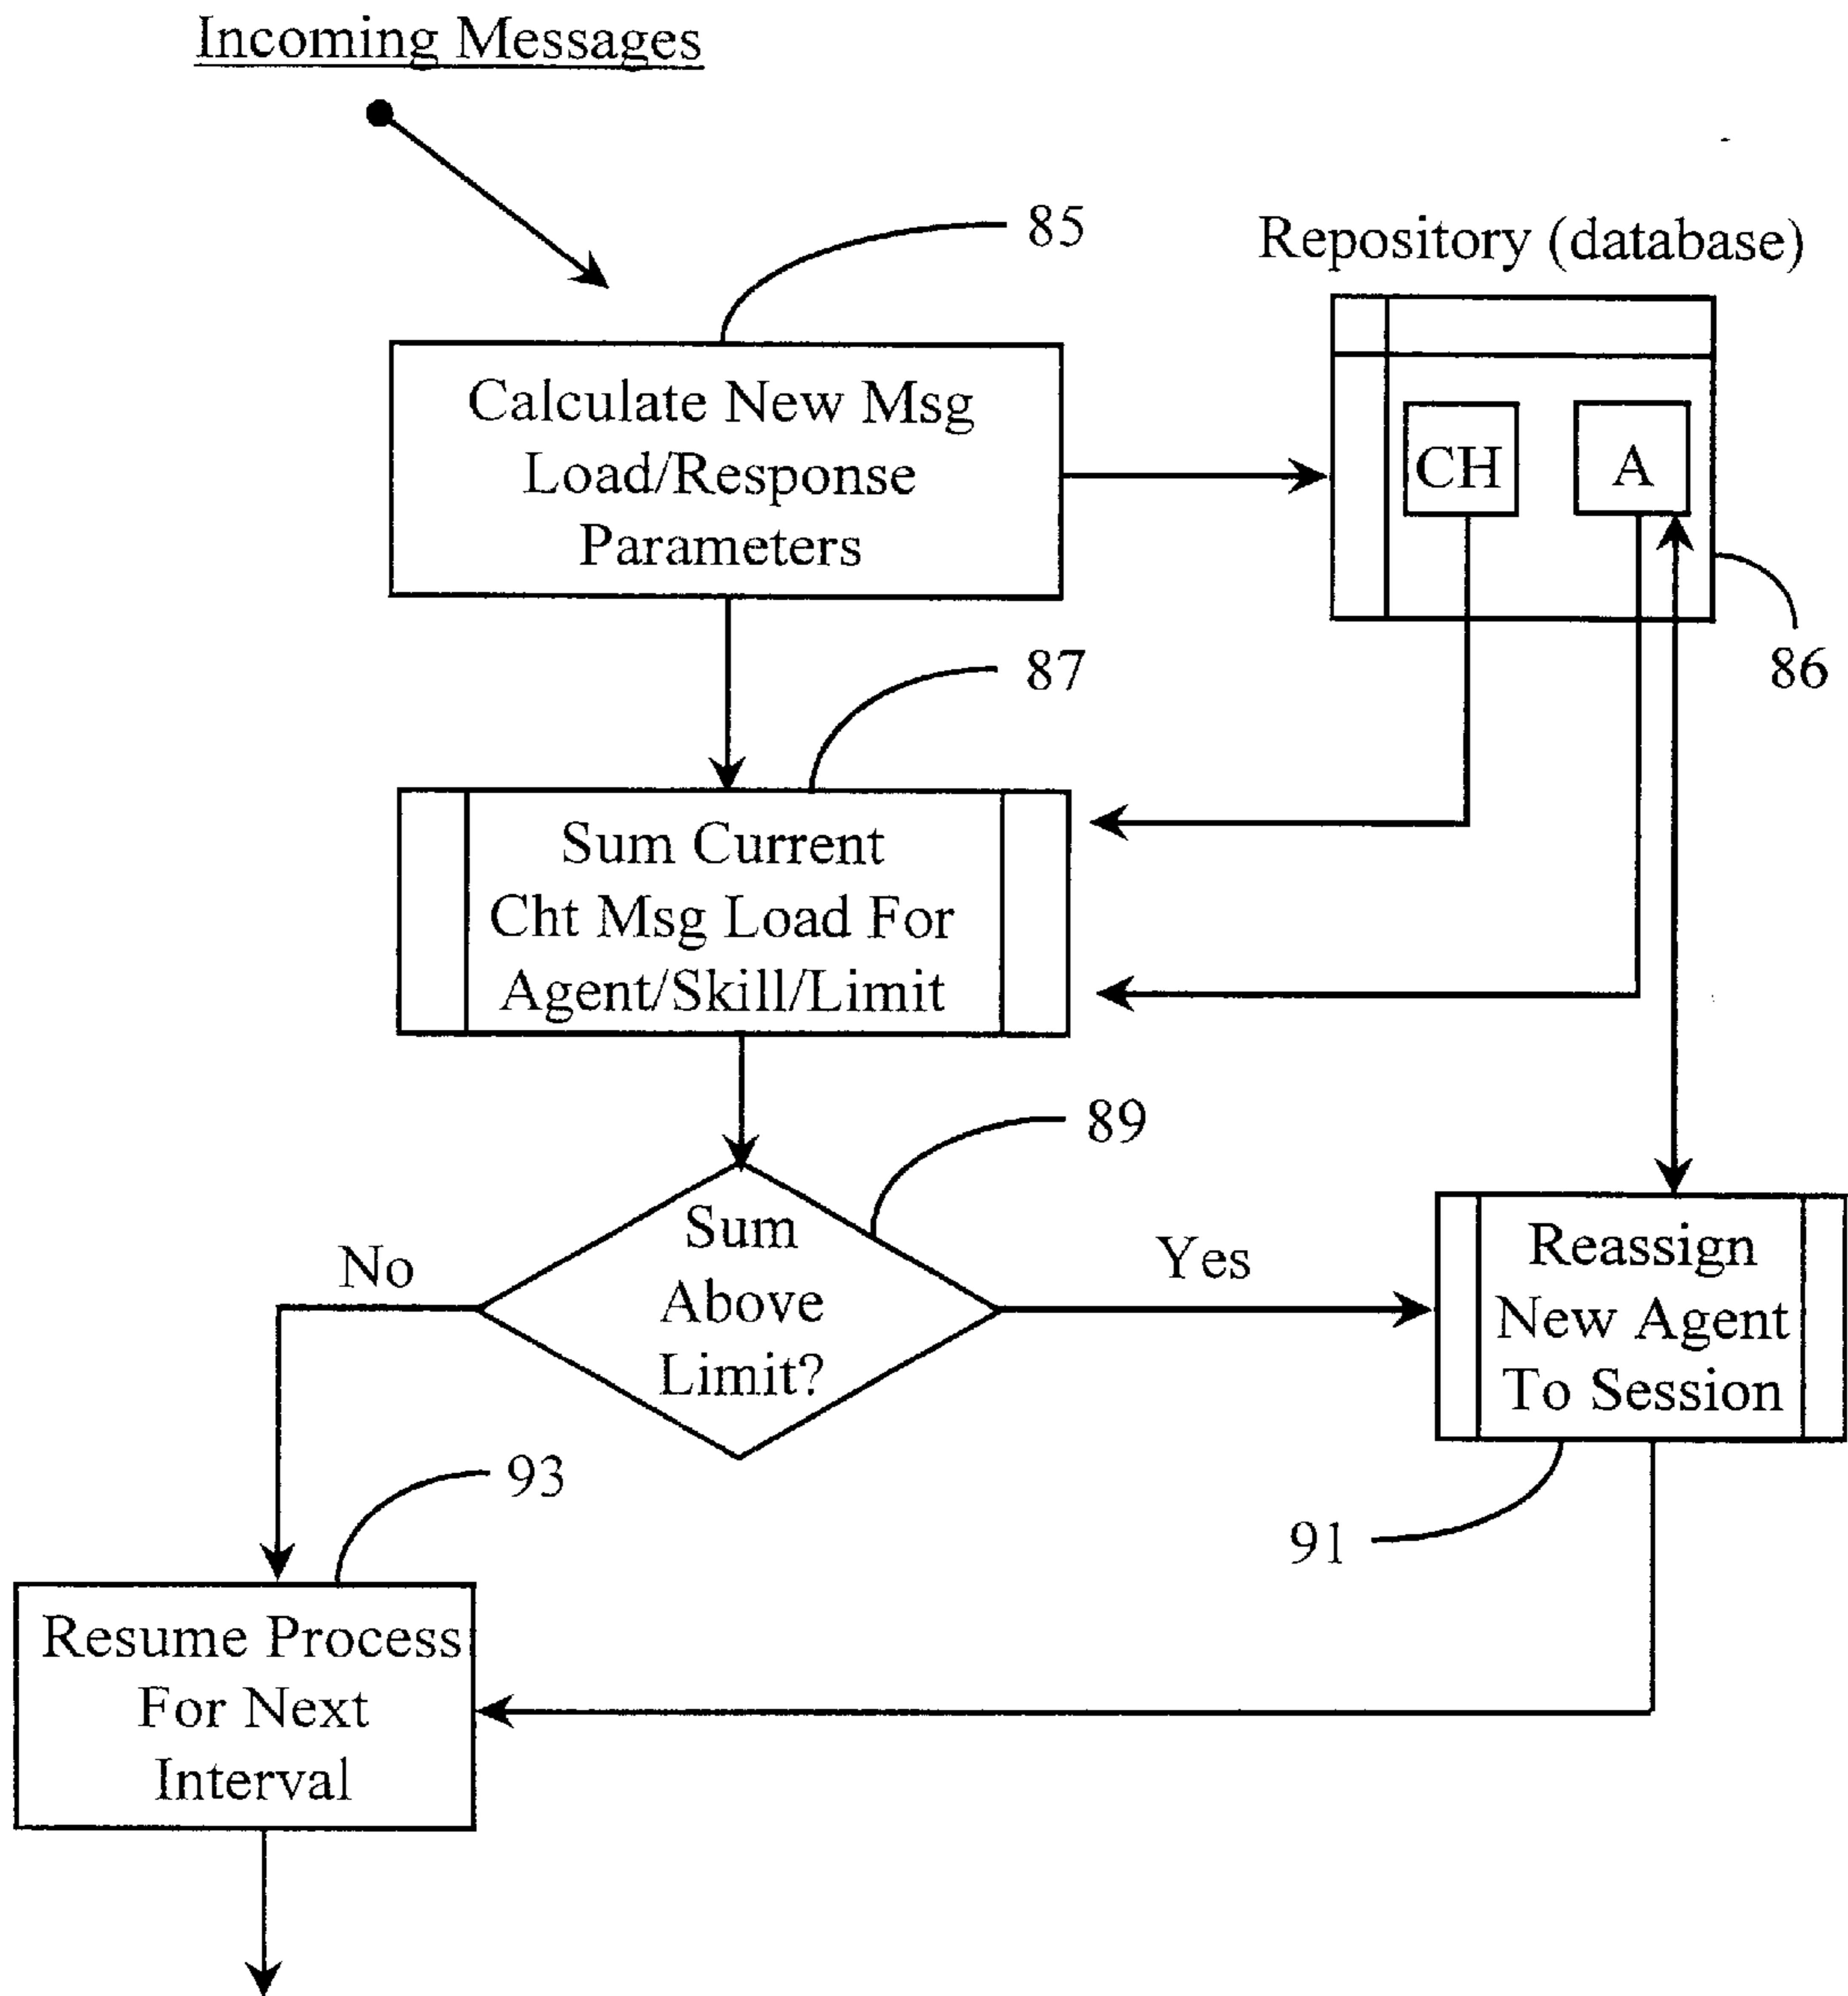 Incoming Messages
85
Repository (database)
Calculate New Msg
Load/Response
Parameters
CH
A
86
87
Sum Current
Cht Msg Load For
Agent/Skill/Limit
89
Sum
Above
Limit?
No
Yes
Reassign
New Agent
To Session
93
91
Resume Process
For Next
Interval